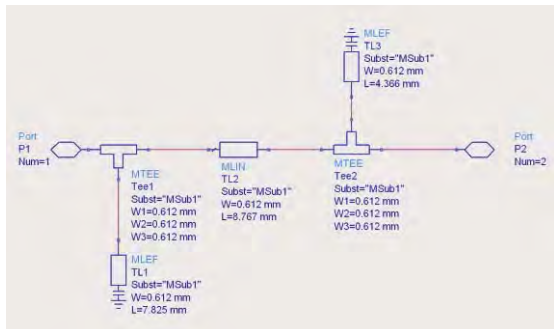 MLEF
TL3
Subst="MSub1"
W=0.612 mm
L=4.366 mm
Port
P1
Num=1
MTEE
Tee1
Subst="MSub1"
W1=0.612 mm
W2=0.612 mm
W3=0.612 mm
MLIN
TL2
Subst="MSub1"
W=0.612 mm
L=8.767 mm
MTEE
Tee2
Subst="MSub1"
W1=0.612 mm
W2=0.612 mm
W3=0.612 mm
Port
P2
Num=2
MLEF
TL1
Subst="MSub1"
W=0.612 mm
L=7.825 mm